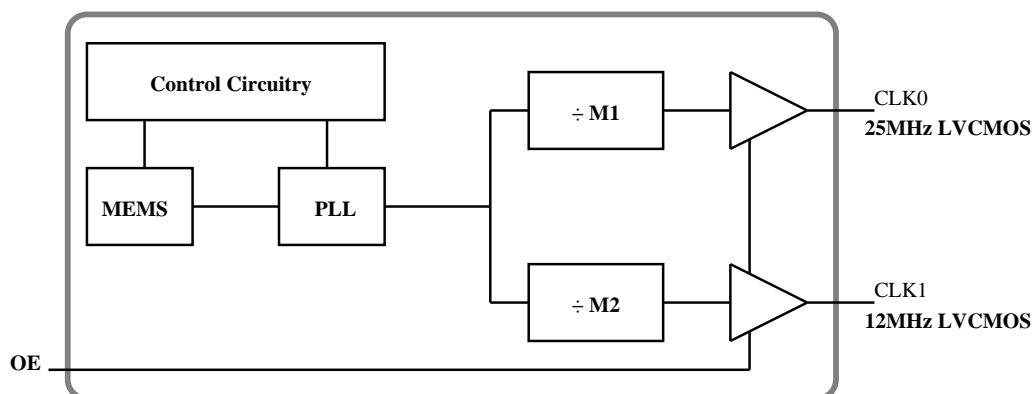 Control Circuitry
MEMS
PLL
÷ M1
÷ M2
CLK0
25MHz LVCMOS
CLK1
12MHz LVCMOS
OE